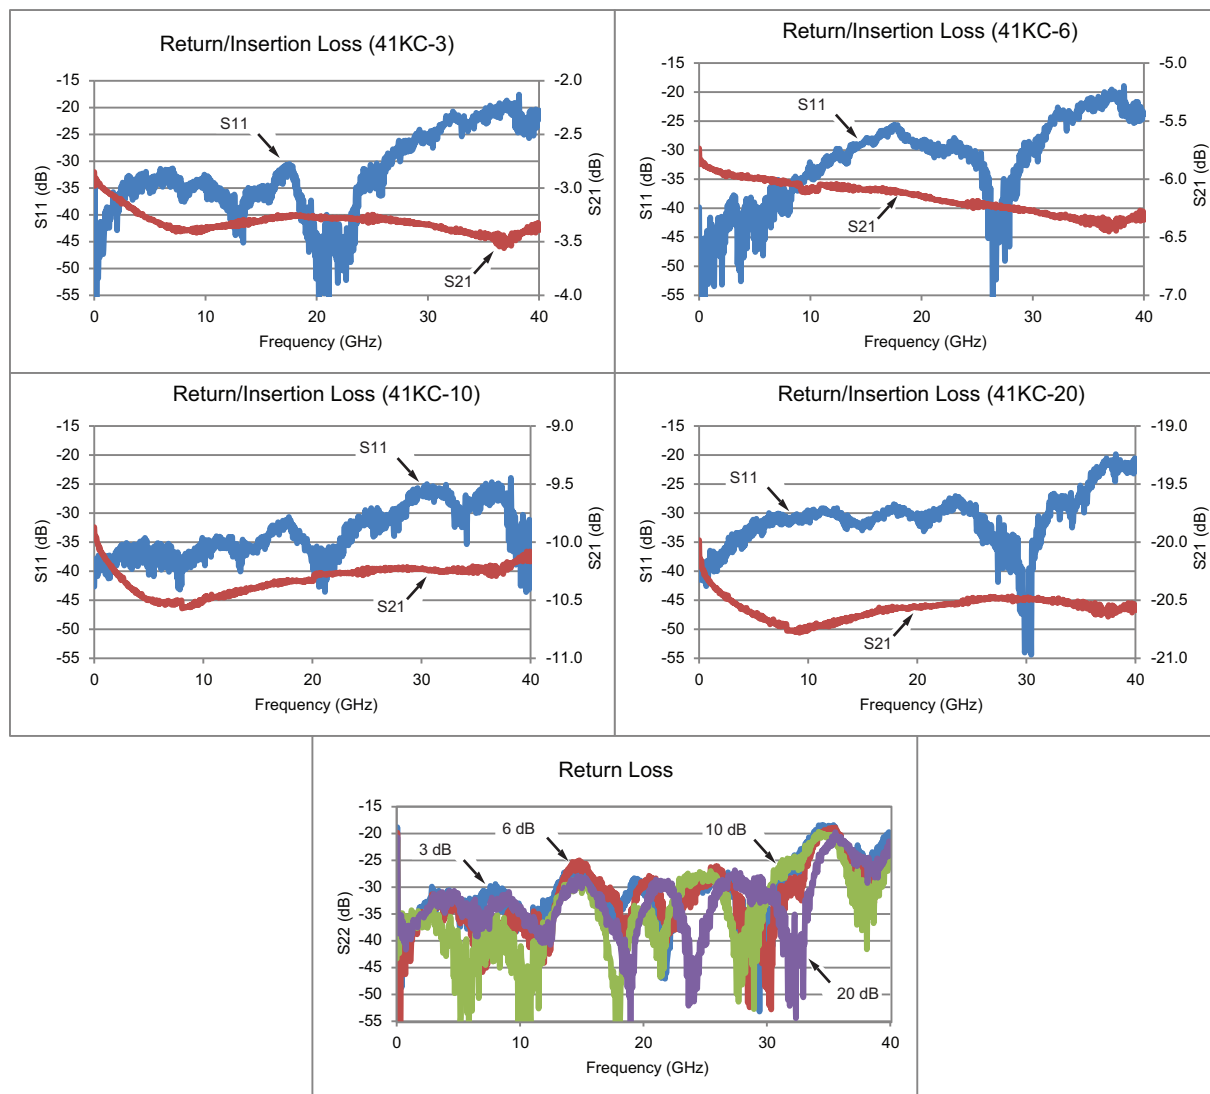 Return/Insertion Loss (41KC-3)
S11 (dB)
-15
-20
-25
-30
-35
-40
-45
-50
-55
S11
S21
-2.0
-2.5
-3.0
-3.5
-4.0
S21 (dB)
0 10 20 30 40
Frequency (GHz)
Return/Insertion Loss (41KC-6)
S11 (dB)
-15
-20
-25
-30
-35
-40
-45
-50
-55
S11
S21
-5.0
-5.5
-6.0
-6.5
-7.0
S21 (dB)
0 10 20 30 40
Frequency (GHz)
Return/Insertion Loss (41KC-10)
S11 (dB)
-15
-20
-25
-30
-35
-40
-45
-50
-55
S11
S21
-9.0
-9.5
-10.0
-10.5
-11.0
S21 (dB)
0 10 20 30 40
Frequency (GHz)
Return/Insertion Loss (41KC-20)
S11 (dB)
-15
-20
-25
-30
-35
-40
-45
-50
-55
S11
S21
-19.0
-19.5
-20.0
-20.5
-21.0
S21 (dB)
0 10 20 30 40
Frequency (GHz)
Return Loss
S22 (dB)
-15
-20
-25
-30
-35
-40
-45
-50
-55
3 dB
6 dB
10 dB
20 dB
0 10 20 30 40
Frequency (GHz)